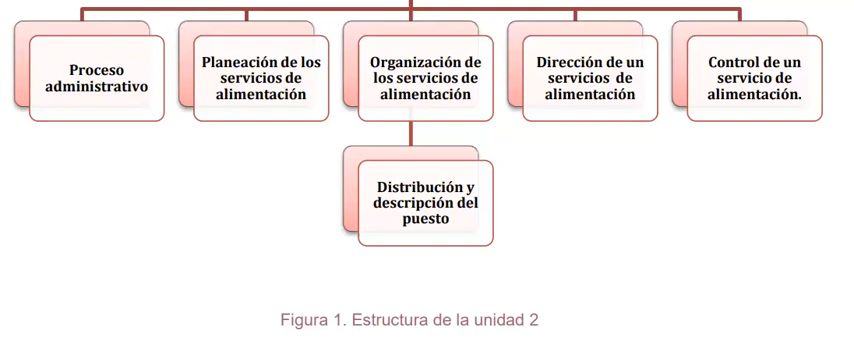 Proceso
administrativo
Planeación de los
servicios de
alimentación
Organización de
los servicios de
alimentación
Dirección de un
servicios de
alimentación
Control de un
servicio de
alimentación.
Distribución y
descripción del
puesto
Figura 1. Estructura de la unidad 2